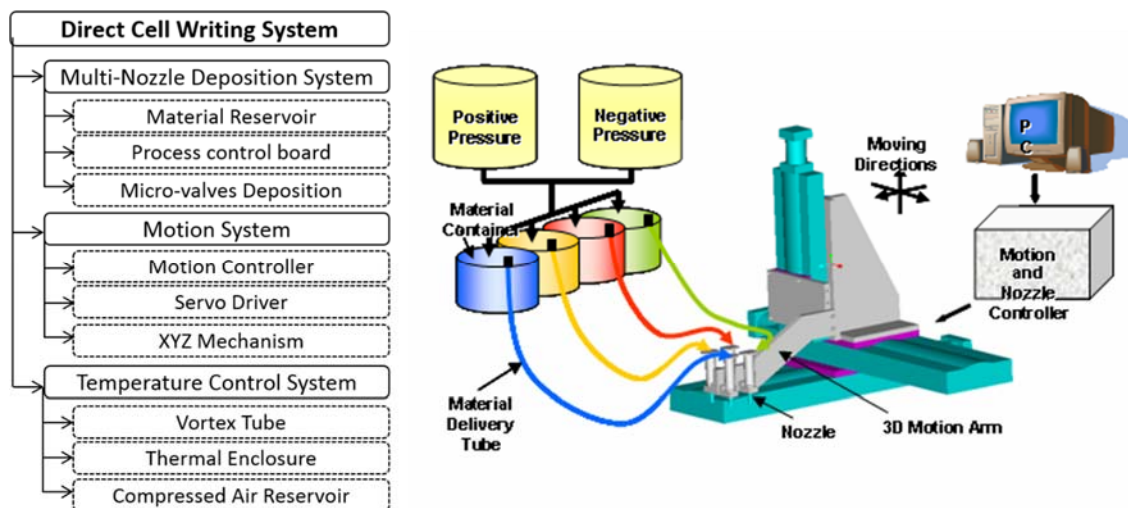 Direct Cell Writing System
Multi-Nozzle Deposition System
Material Reservoir
Process control board
Micro-valves Deposition
Motion System
Motion Controller
Servo Driver
XYZ Mechanism
Temperature Control System
Vortex Tube
Thermal Enclosure
Compressed Air Reservoir
Positive
Pressure
Negative
Pressure
Moving
Directions
P
C
Material
Container
Motion
and
Nozzle
Controller
Material
Delivery
Tube
Nozzle
3D Motion Arm